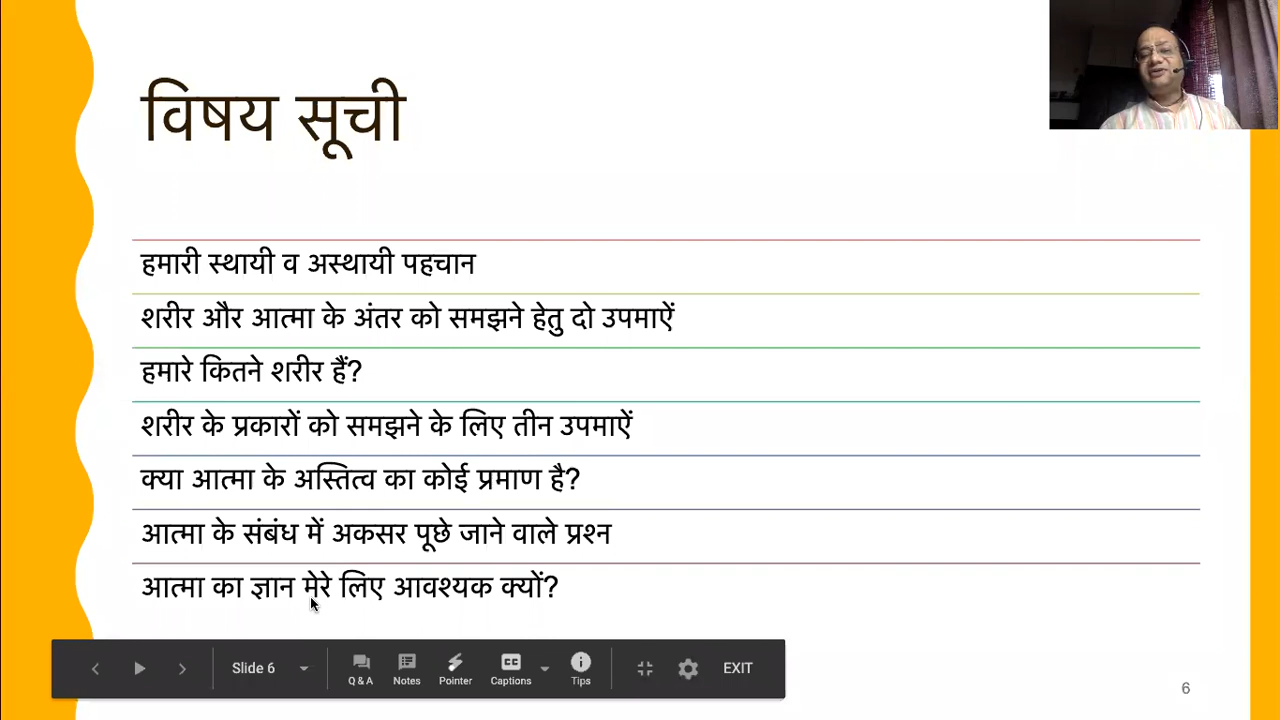 विषय सूची
हमारी स्थायी व अस्थायी पहचान
शरीर और आत्मा के अंतर को समझने हेतु दो उपमाऐं
हमारे कितने शरीर हैं?
शरीर के प्रकारों को समझने के लिए तीन उपमाऐं
क्या आत्मा के अस्तित्व का कोई प्रमाण है?
आत्मा के संबंध में अकसर पूछे जाने वाले प्रश्न
आत्मा का ज्ञान मेरे लिए आवश्यक क्यों?
Slide 6
Q & A
Notes
Pointer
CC
Captions
Tips
EXIT
6